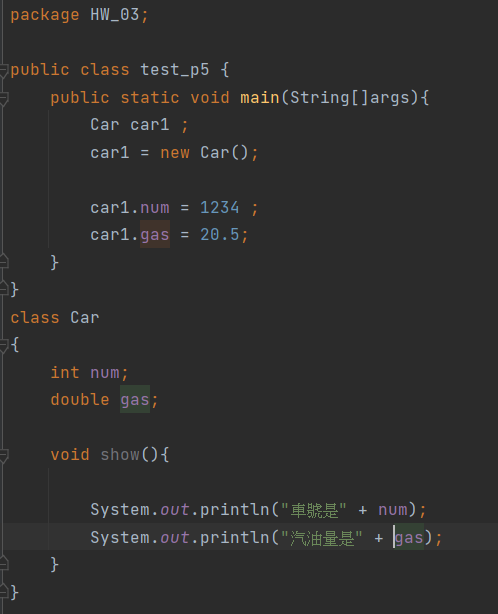 package HW_03;
public class test_p5 {
public static void main(String[]args){
Car car1 ;
car1 = new Car();
car1.num = 1234 ;
car1.gas = 20.5;
}
}
class Car
{
int num;
double gas;
void show(){
System.out.println("車號是" + num);
System.out.println("汽油量是" + gas);
}
}